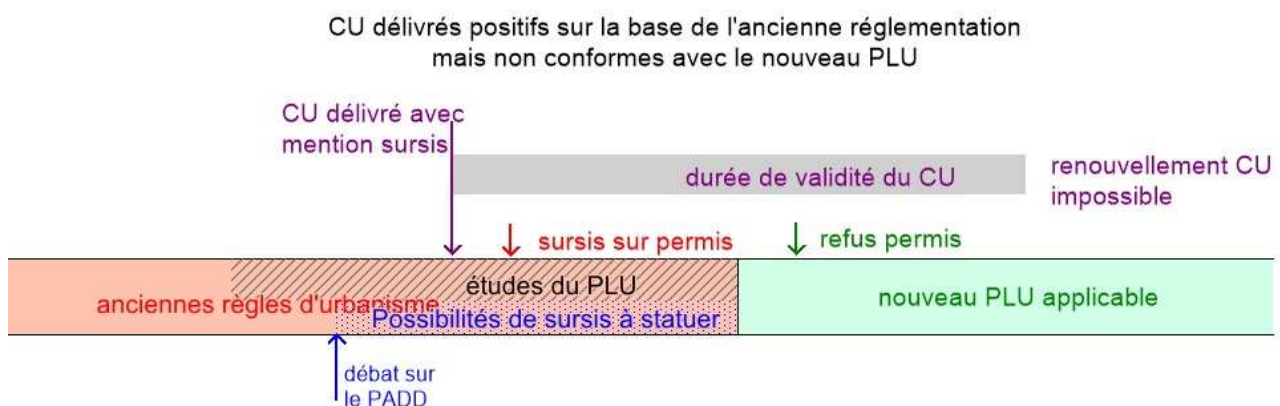 CU délivrés positifs sur la base de l'ancienne réglementation
mais non conformes avec le nouveau PLU
CU délivré avec
mention sursis
durée de validité du CU
renouvellement CU
impossible
sursis sur permis
refus permis
études du PLU
anciennes règles d'urbanisme
nouveau PLU applicable
Possibilités de sursis à statuer
débat sur
le PADD